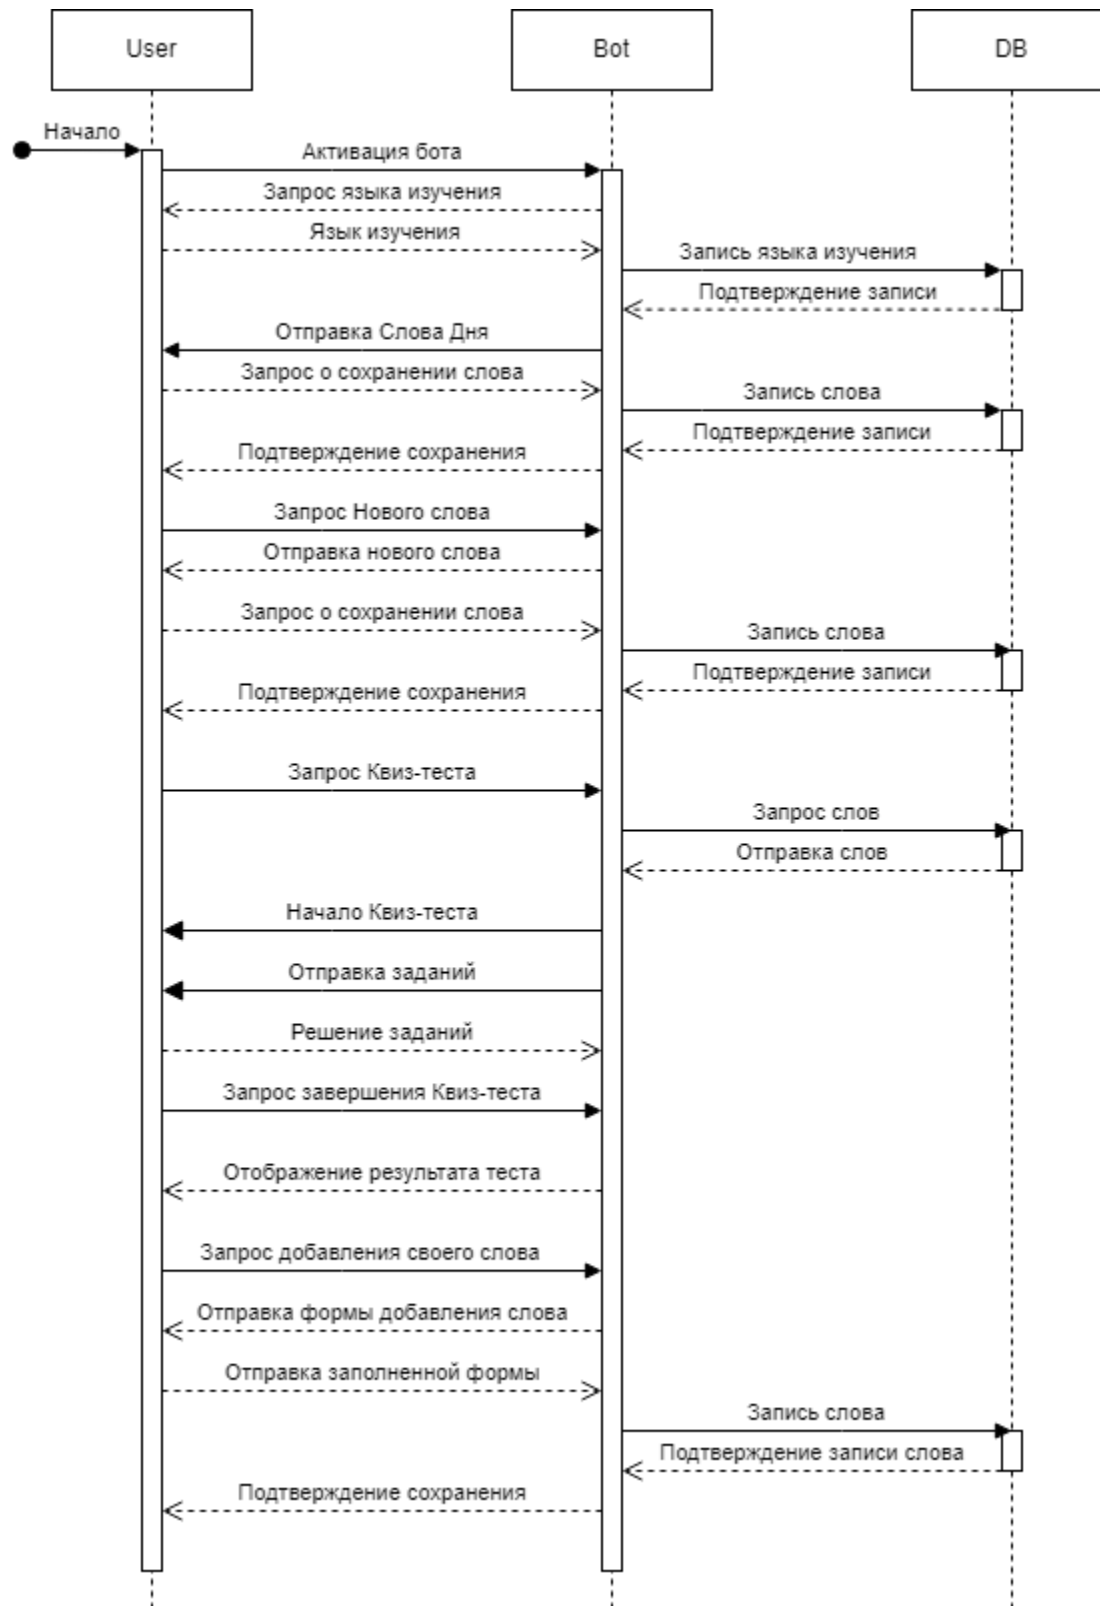 User
Bot
DB
Начало
Активация бота
Запрос языка изучения
Язык изучения
Запись языка изучения
Подтверждение записи
Отправка Слова Дня
Запрос о сохранении слова
Запись слова
Подтверждение записи
Подтверждение сохранения
Запрос Нового слова
Отправка нового слова
Запрос о сохранении слова
Запись слова
Подтверждение записи
Подтверждение сохранения
Запрос Квиз-теста
Запрос слов
Отправка слов
Начало Квиз-теста
Отправка заданий
Решение заданий
Запрос завершения Квиз-теста
Отображение результата теста
Запрос добавления своего слова
Отправка формы добавления слова
Отправка заполненной формы
Запись слова
Подтверждение записи слова
Подтверждение сохранения